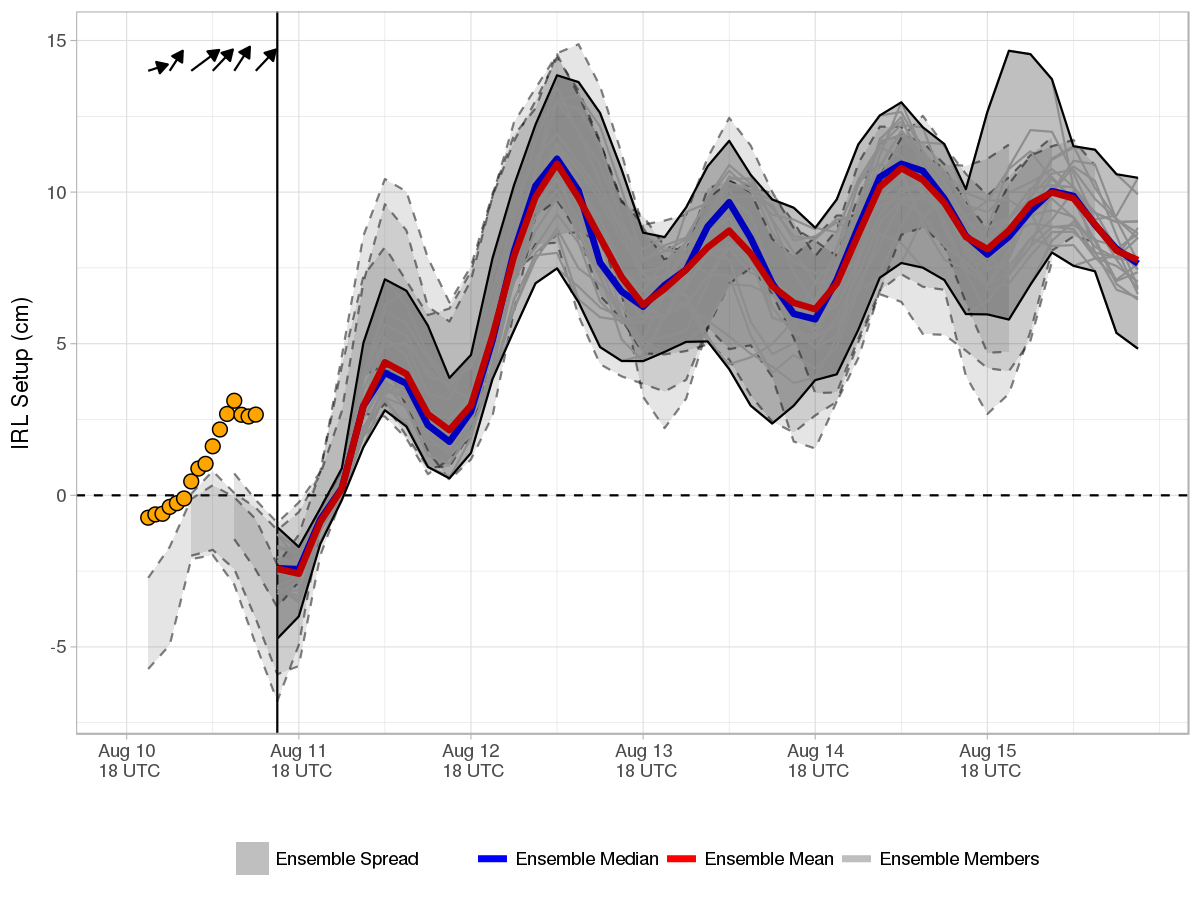 IRL Setup (cm)
15
10
5
0
-5
Aug 10 Aug 11 Aug 12 Aug 13 Aug 14 Aug 15
18 UTC 18 UTC 18 UTC 18 UTC 18 UTC 18 UTC
Ensemble Spread Ensemble Median Ensemble Mean Ensemble Members